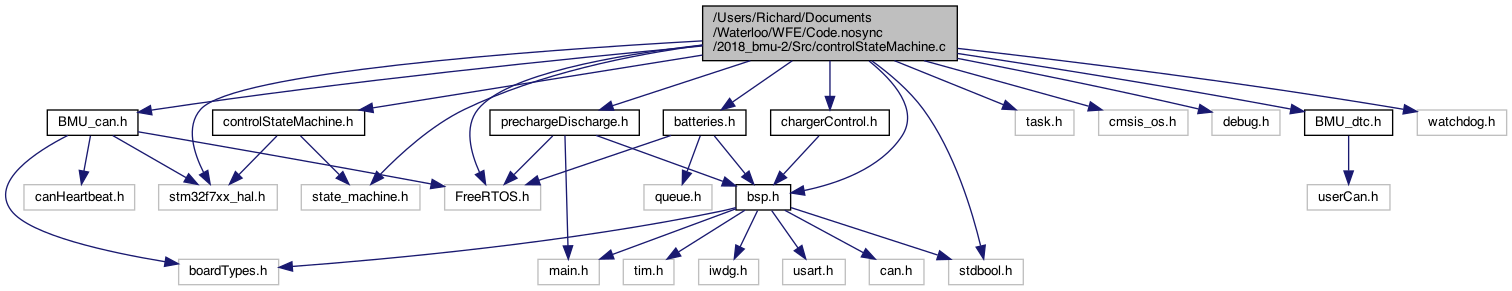 /Users/Richard/Documents
/Waterloo/WFE/Code.nosync
/2018_bmu-2/Src/controlStateMachine.c
BMU_can.h
controlStateMachine.h
prechargeDischarge.h
batteries.h
chargerControl.h
task.h
cmsis_os.h
debug.h
BMU_dtc.h
watchdog.h
canHeartbeat.h
stm32f7xx_hal.h
state_machine.h
FreeRTOS.h
queue.h
bsp.h
userCan.h
boardTypes.h
main.h
tim.h
iwdg.h
usart.h
can.h
stdbool.h